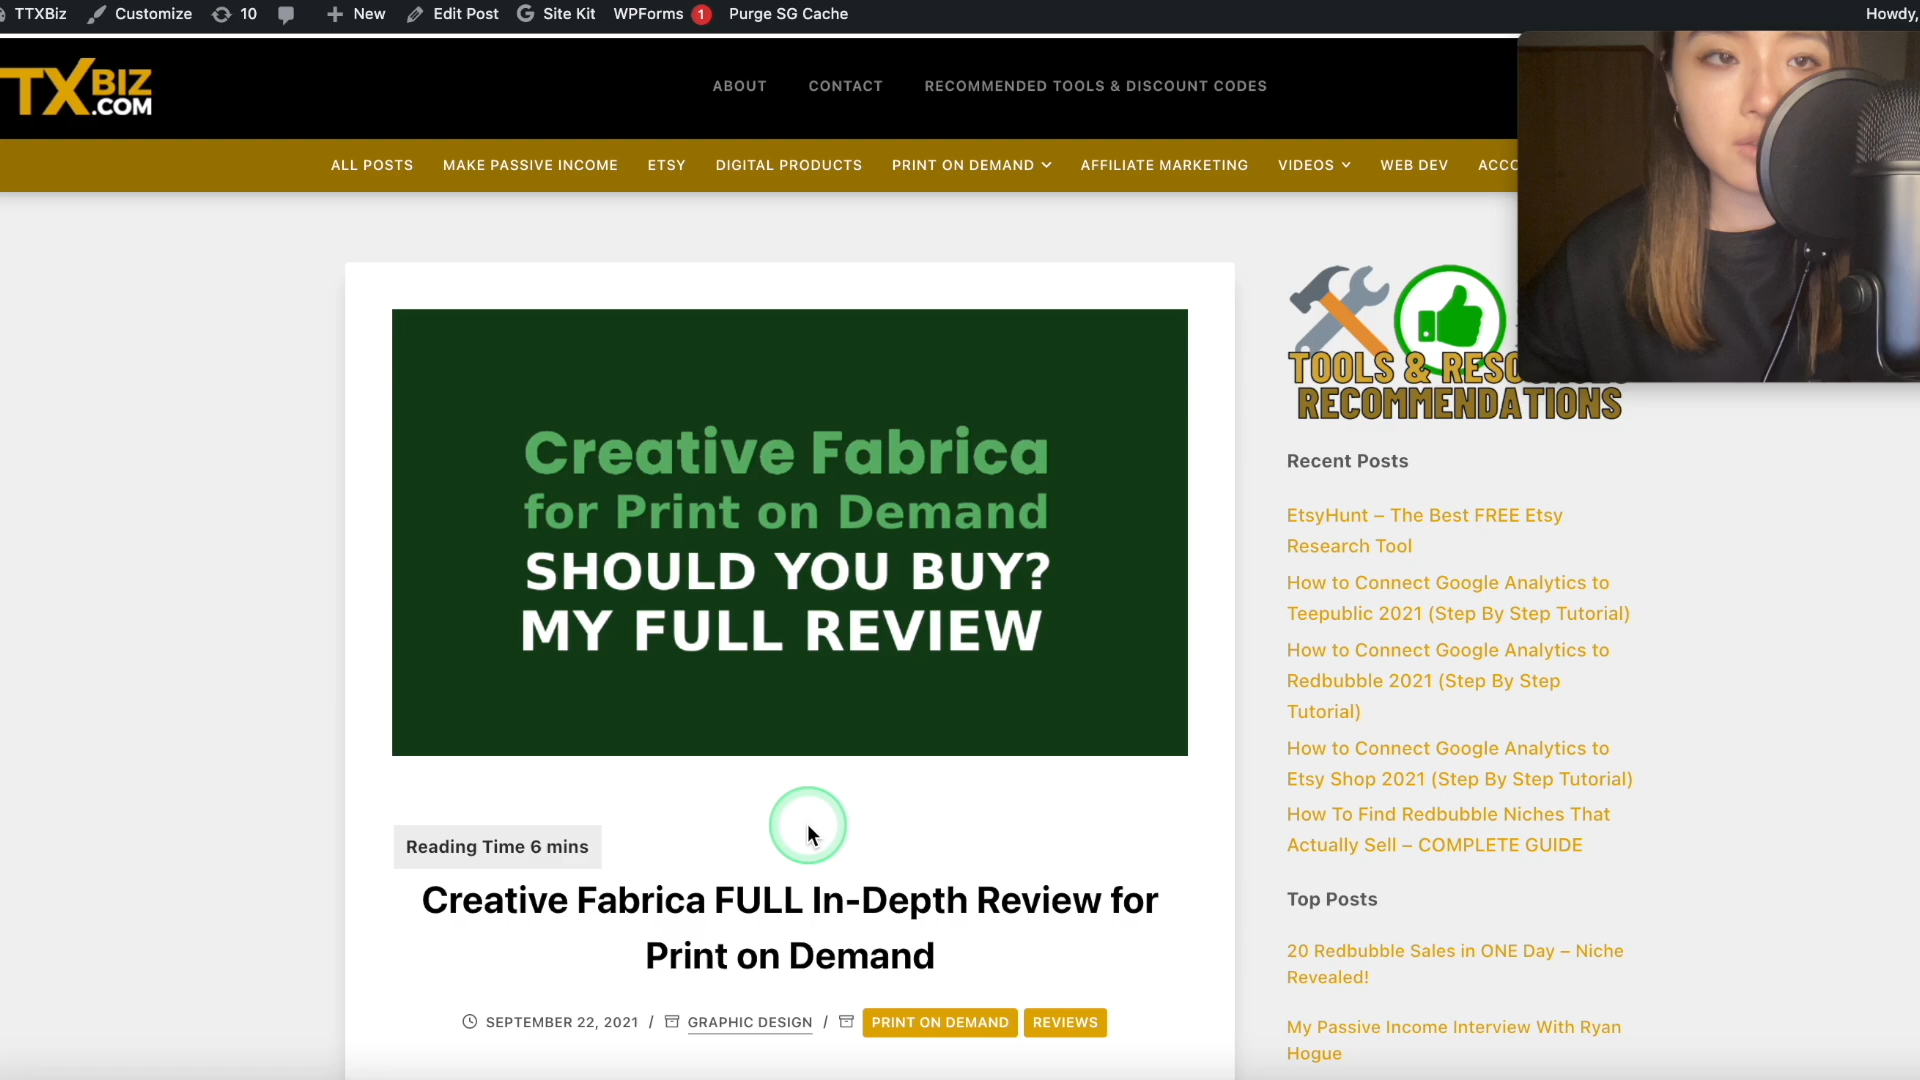 TTXBiz Customize 10 New Edit Post Site Kit WPForms 1 Purge SG Cache Howdy,
TXBIZ
.COM
ABOUT CONTACT RECOMMENDED TOOLS & DISCOUNT CODES
ALL POSTS MAKE PASSIVE INCOME ETSY DIGITAL PRODUCTS PRINT ON DEMAND AFFILIATE MARKETING VIDEOS WEB DEV ACCO
Creative Fabrica
for Print on Demand
SHOULD YOU BUY?
MY FULL REVIEW
Reading Time 6 mins
Creative Fabrica FULL In-Depth Review for
Print on Demand
SEPTEMBER 22, 2021 / GRAPHIC DESIGN / PRINT ON DEMAND REVIEWS
TOOLS & RESO
RECOMMENDATIONS
Recent Posts
EtsyHunt – The Best FREE Etsy
Research Tool
How to Connect Google Analytics to
Teepublic 2021 (Step By Step Tutorial)
How to Connect Google Analytics to
Redbubble 2021 (Step By Step
Tutorial)
How to Connect Google Analytics to
Etsy Shop 2021 (Step By Step Tutorial)
How To Find Redbubble Niches That
Actually Sell – COMPLETE GUIDE
Top Posts
20 Redbubble Sales in ONE Day – Niche
Revealed!
My Passive Income Interview With Ryan
Hogue